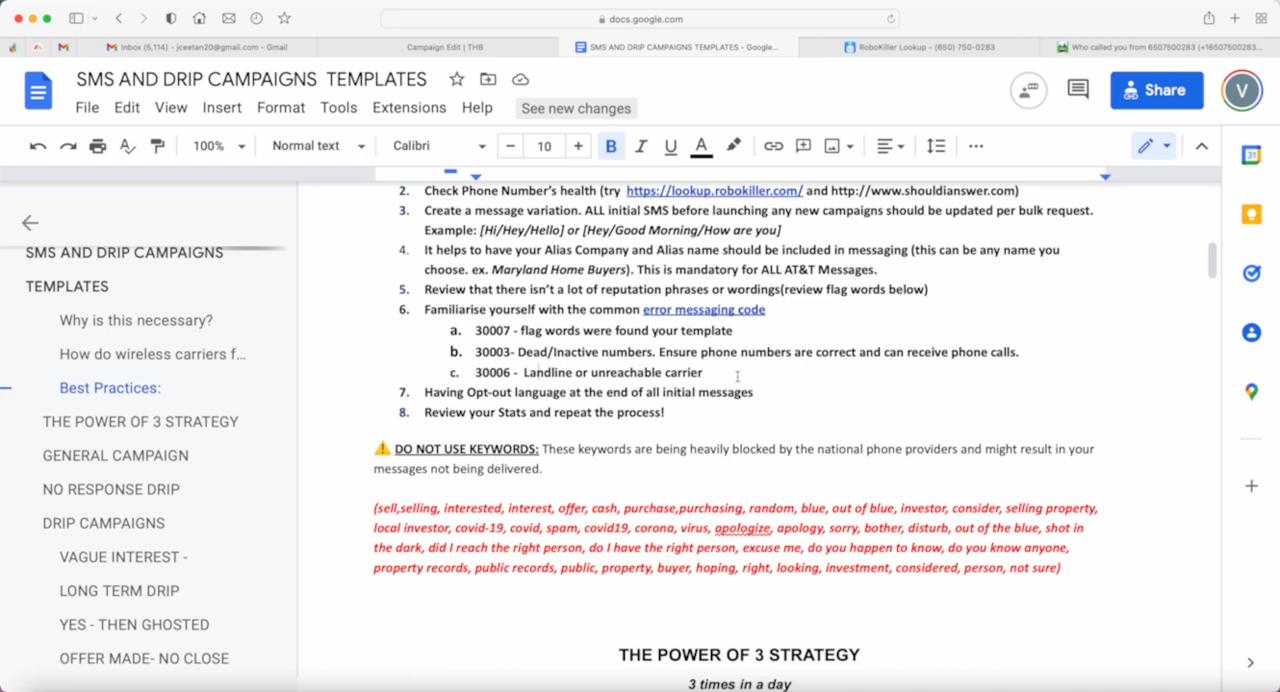 docs.google.com
Inbox (5,114) - jceetan20@gmail.com - Gmail
Campaign Edit | THB
SMS AND DRIP CAMPAIGNS TEMPLATES - Google...
RoboKiller Lookup - (650) 750-0283
Who called you from 6507500283 (+16507500283...
SMS AND DRIP CAMPAIGNS TEMPLATES
File Edit View Insert Format Tools Extensions Help See new changes
Share
V
100% Normal text Calibri 10 B I U A
31
SMS AND DRIP CAMPAIGNS
TEMPLATES
Why is this necessary?
How do wireless carriers f...
Best Practices:
THE POWER OF 3 STRATEGY
GENERAL CAMPAIGN
NO RESPONSE DRIP
DRIP CAMPAIGNS
VAGUE INTEREST -
LONG TERM DRIP
YES - THEN GHOSTED
OFFER MADE- NO CLOSE
2. Check Phone Number's health (try https://lookup.robokiller.com/ and http://www.shouldianswer.com)
3. Create a message variation. ALL initial SMS before launching any new campaigns should be updated per bulk request.
Example: [Hi/Hey/Hello] or [Hey/Good Morning/How are you]
4. It helps to have your Alias Company and Alias name should be included in messaging (this can be any name you
choose. ex. Maryland Home Buyers). This is mandatory for ALL AT&T Messages.
5. Review that there isn't a lot of reputation phrases or wordings(review flag words below)
6. Familiarise yourself with the common error messaging code
a. 30007 - flag words were found your template
b. 30003- Dead/Inactive numbers. Ensure phone numbers are correct and can receive phone calls.
c. 30006 - Landline or unreachable carrier
7. Having Opt-out language at the end of all initial messages
8. Review your Stats and repeat the process!
DO NOT USE KEYWORDS: These keywords are being heavily blocked by the national phone providers and might result in your
messages not being delivered.
(sell,selling, interested, interest, offer, cash, purchase,purchasing, random, blue, out of blue, investor, consider, selling property,
local investor, covid-19, covid, spam, covid19, corona, virus, apologize, apology, sorry, bother, disturb, out of the blue, shot in
the dark, did I reach the right person, do I have the right person, excuse me, do you happen to know, do you know anyone,
property records, public records, public, property, buyer, hoping, right, looking, investment, considered, person, not sure)
THE POWER OF 3 STRATEGY
3 times in a day